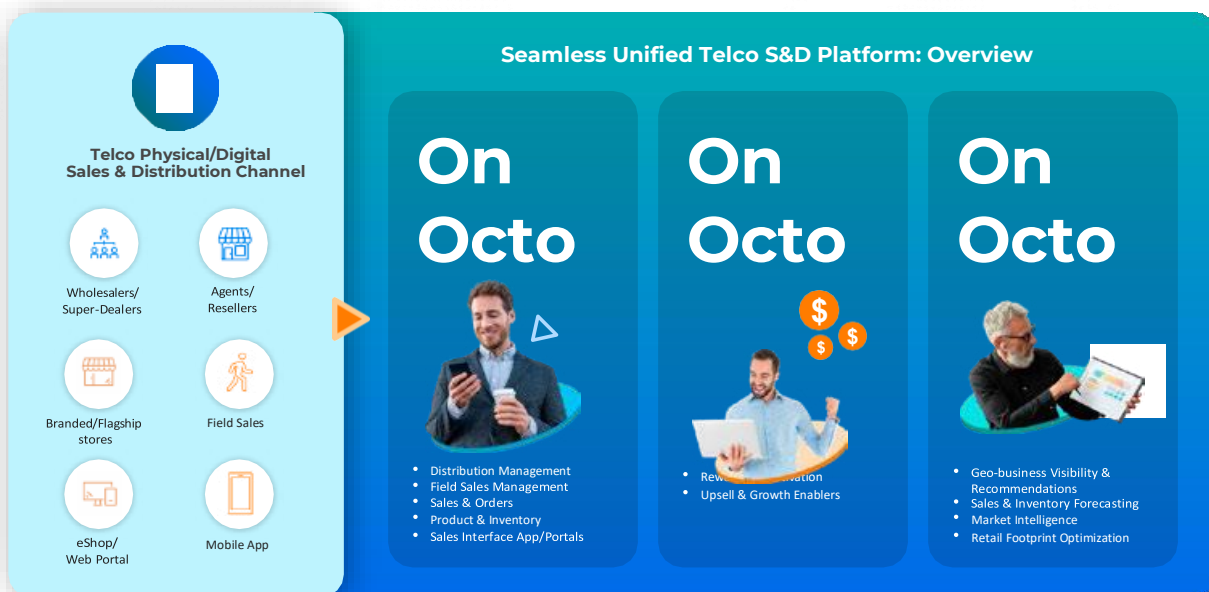 Seamless Unified Telco S&D Platform: Overview
Telco Physical/Digital
Sales & Distribution Channel
Wholesalers/
Super-Dealers
Agents/
Resellers
Branded/Flagship
stores
Field Sales
eShop/
Web Portal
Mobile App
On
Octo
• Distribution Management
• Field Sales Management
• Sales & Orders
• Product & Inventory
• Sales Interface App/Portals
On
Octo
• Upsell & Growth Enablers
On
Octo
• Geo-business Visibility &
Recommendations
• Sales & Inventory Forecasting
• Market Intelligence
• Retail Footprint Optimization